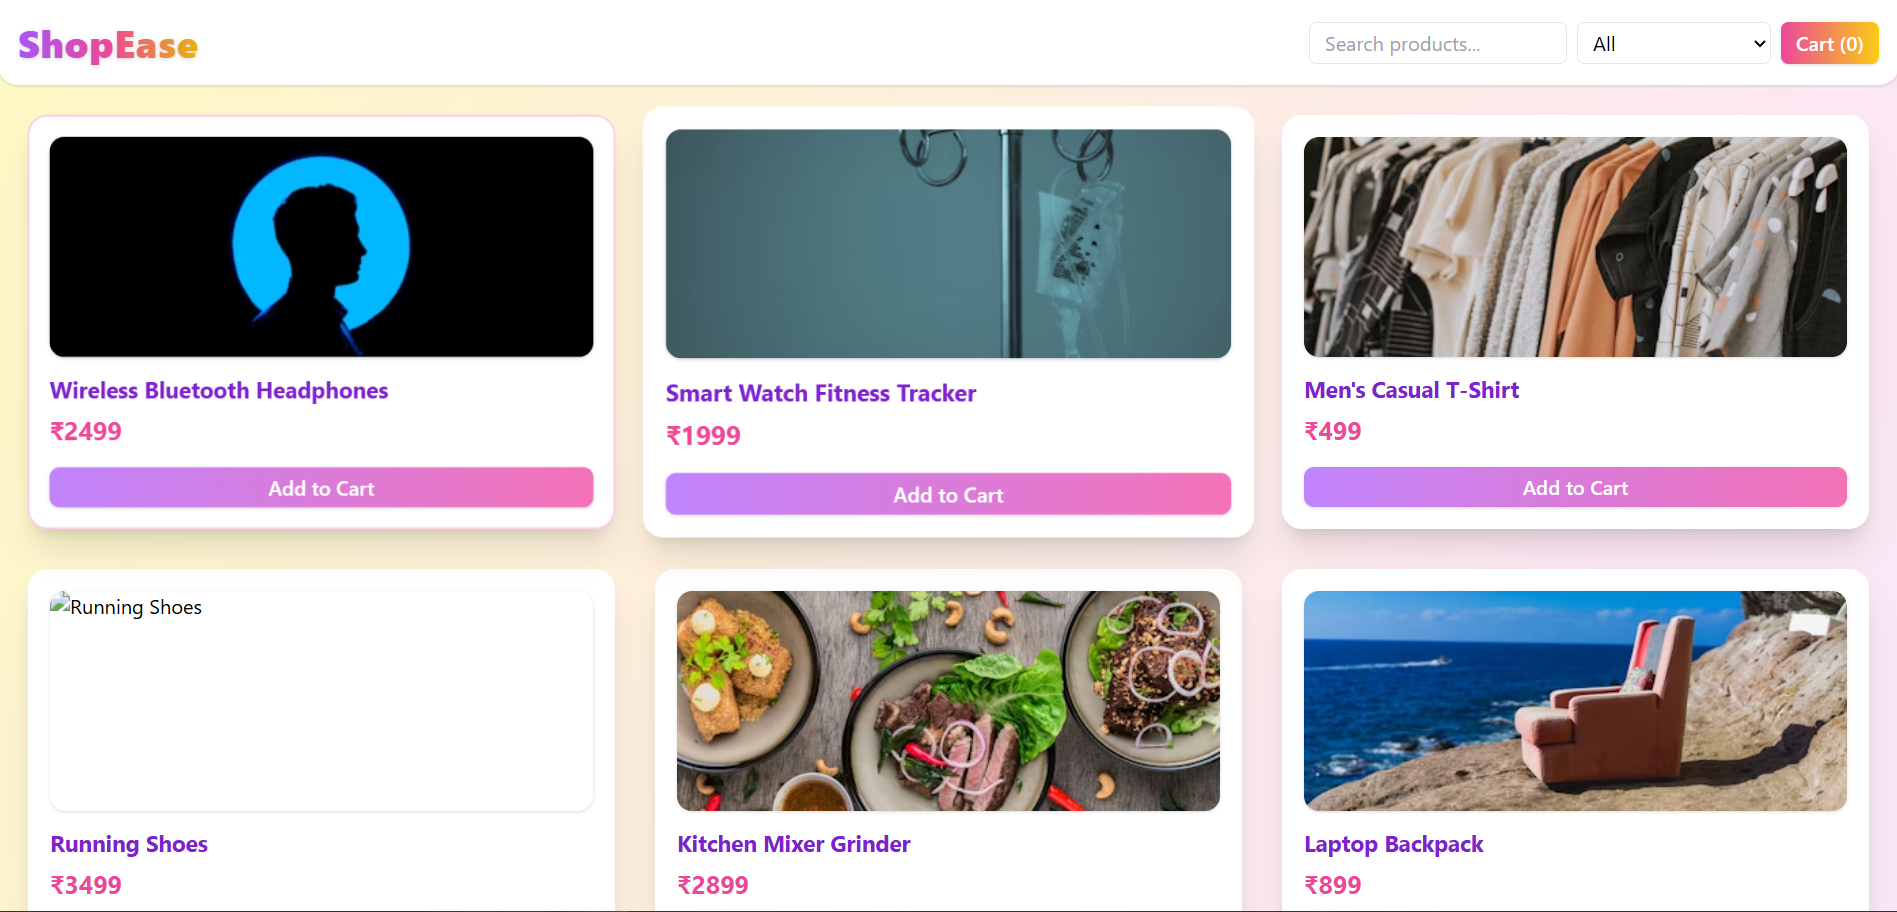 ShopEase
Search products...
All
Cart (0)
Wireless Bluetooth Headphones
₹2499
Add to Cart
Smart Watch Fitness Tracker
₹1999
Add to Cart
Men's Casual T-Shirt
₹499
Add to Cart
Running Shoes
Running Shoes
₹3499
Kitchen Mixer Grinder
₹2899
Laptop Backpack
₹899